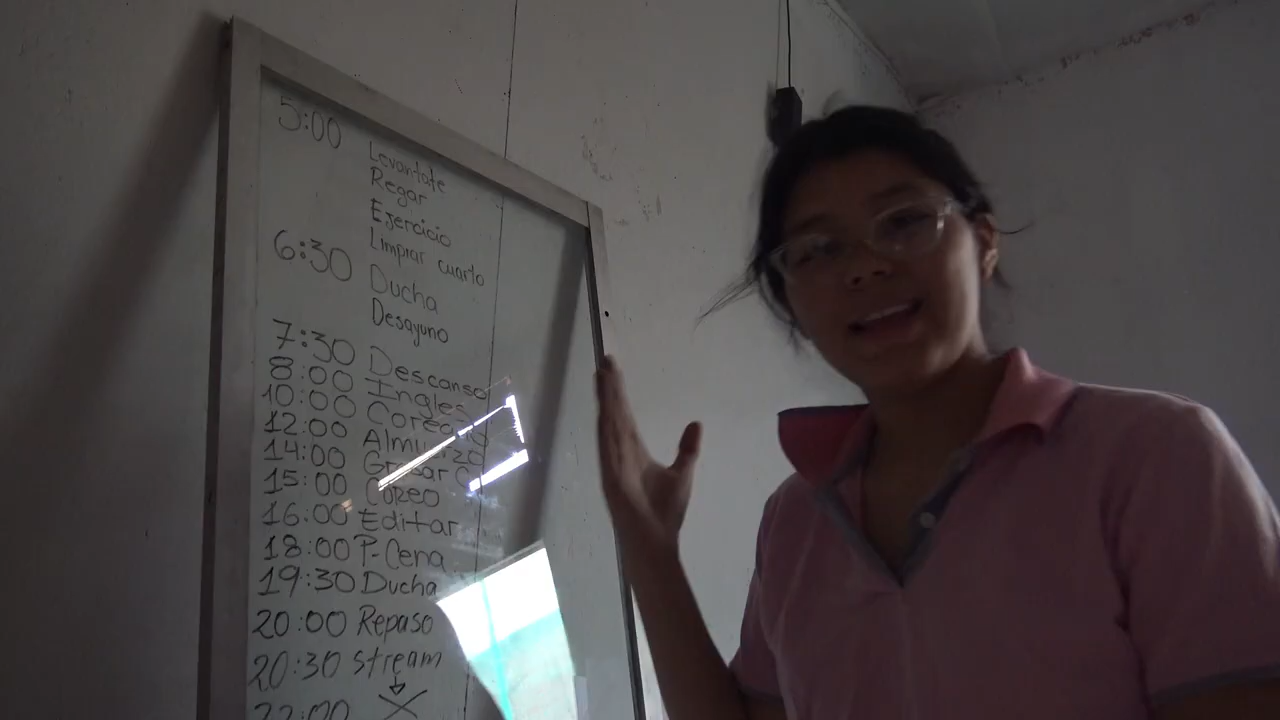 5:00
Levantate
Regar
Ejercicio
Limpiar cuarto
6:30 Ducha
Desayuno
7:30 Descanso
8:00 Ingles
10:00 Coreano
12:00 Almuerzo
14:00
15:00
16:00 Editar
18:00 P-Cena
19:30 Ducha
20:00 Repaso
20:30 Stream
22:00